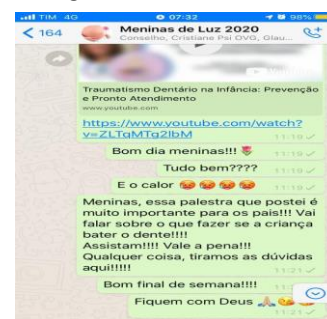 TIM 4G 07:32 98%
164 Meninas de Luz 2020
Conselho, Cristiane Psi OVG, Glau...
Traumatismo Dentário na Infância: Prevenção
e Pronto Atendimento
www.youtube.com
https://www.youtube.com/watch?
v=ZLTqMTg2lbM
11:19
Bom dia meninas!!! 🌷 11:19
Tudo bem???? 11:19
E o calor 🥵🥵🥵🥵 11:19
Meninas, essa palestra que postei é
muito importante para os pais!!! Vai
falar sobre o que fazer se a criança
bater o dente!!!!
Assistam!!!! Vale a pena!!!
Qualquer coisa, tiramos as dúvidas
aqui!!!!! 11:21
Bom final de semana!!!!
Fiquem com Deus 🙏🏻😘
11:21